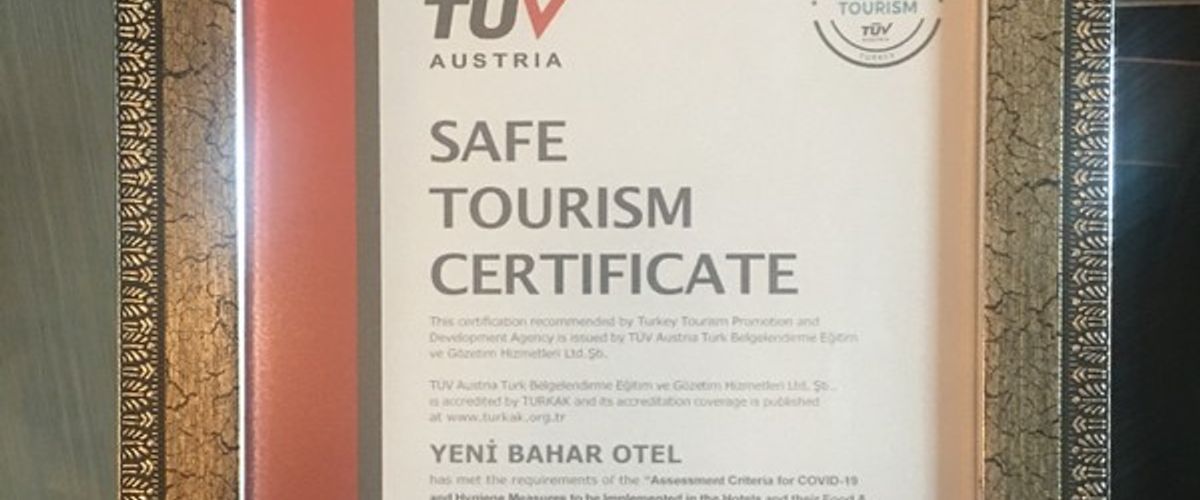 TÜV
AUSTRIA
TOURISM
TÜV
AUSTRIA
TURKEY
SAFE
TOURISM
CERTIFICATE
This certification recommended by Turkey Tourism Promotion and
Development Agency is issued by TÜV Austria Turk Belgelendirme Eğitim
ve Gözetim Hizmetleri Ltd.Şti.
TÜV Austria Turk Belgelendirme Eğitim ve Gözetim Hizmetleri Ltd. Şti.,
is accredited by TURKAK and its accreditation coverage is published
at www.turkak.org.tr
YENİ BAHAR OTEL
has met the requirements of the "Assessment Criteria for COVID-19
and Hygiene Measures to be Implemented in the Hotels and their Food &